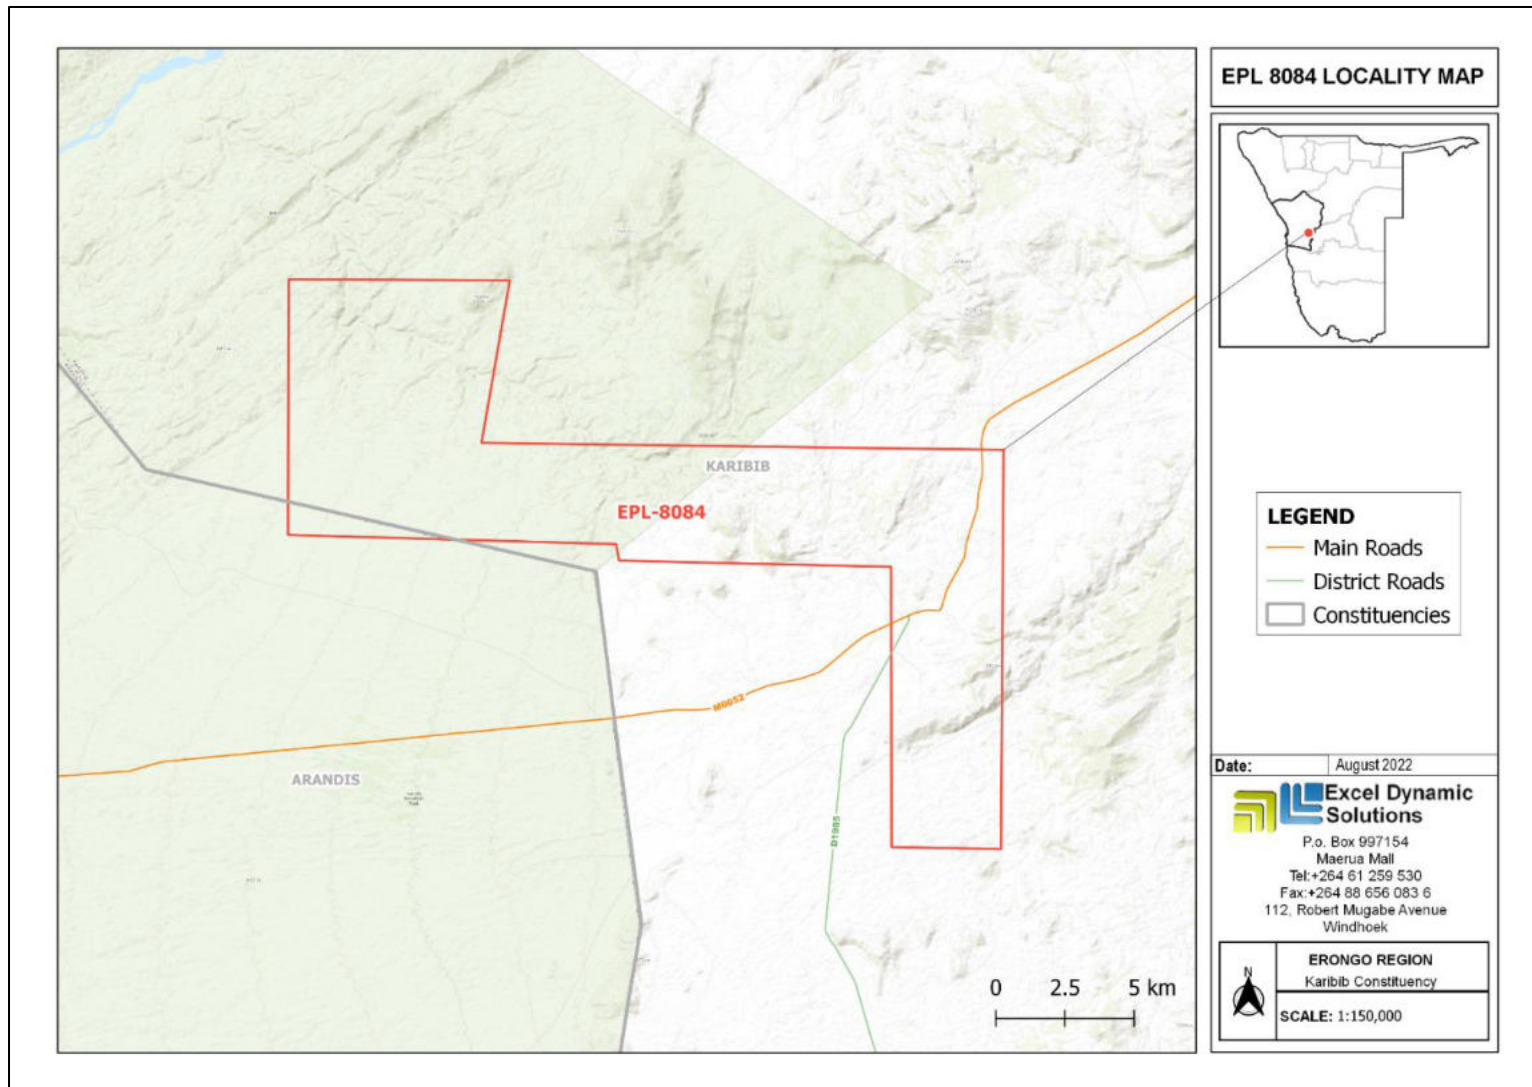 EPL 8084 LOCALITY MAP
KARIBIB
EPL-8084
M0052
ARANDIS
D1985
0 2.5 5 km
LEGEND
Main Roads
District Roads
Constituencies
Date: August 2022
Excel Dynamic
Solutions
P.o. Box 997154
Maerua Mall
Tel:+264 61 259 530
Fax:+264 88 656 083 6
112, Robert Mugabe Avenue
Windhoek
N
ERONGO REGION
Karibib Constituency
SCALE: 1:150,000